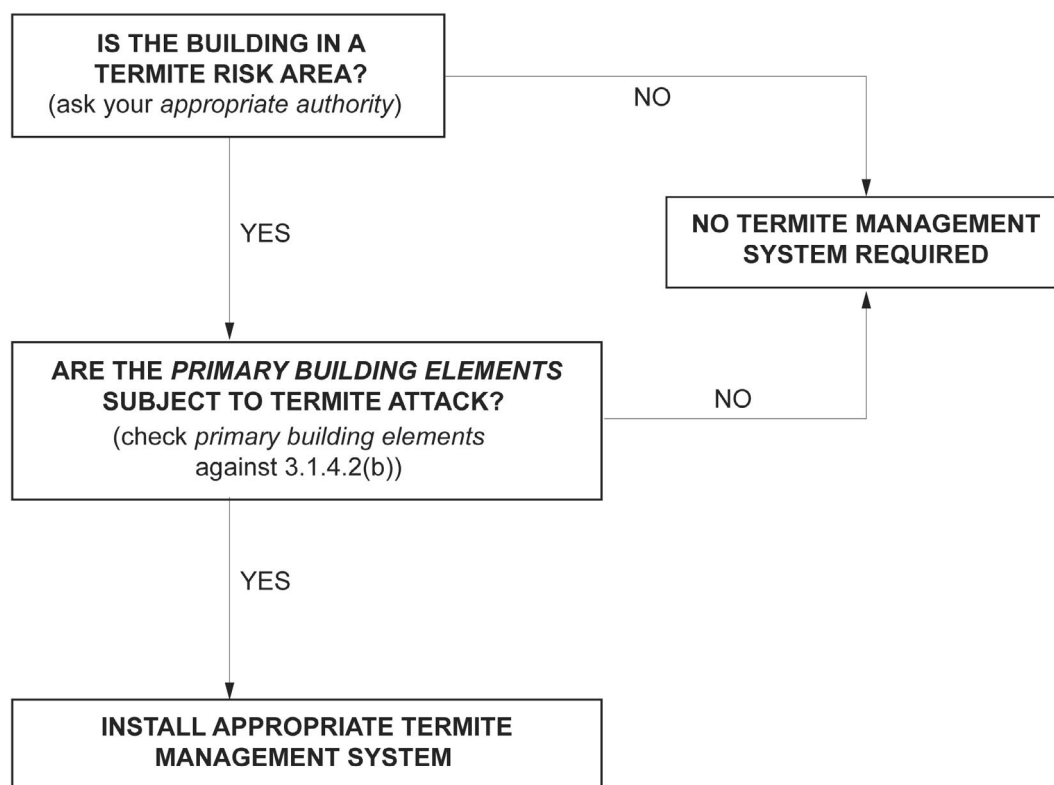 IS THE BUILDING IN A
TERMITE RISK AREA?
(ask your appropriate authority)
NO
YES
NO TERMITE MANAGEMENT
SYSTEM REQUIRED
ARE THE PRIMARY BUILDING ELEMENTS
SUBJECT TO TERMITE ATTACK?
(check primary building elements
against 3.1.4.2(b))
NO
YES
INSTALL APPROPRIATE TERMITE
MANAGEMENT SYSTEM